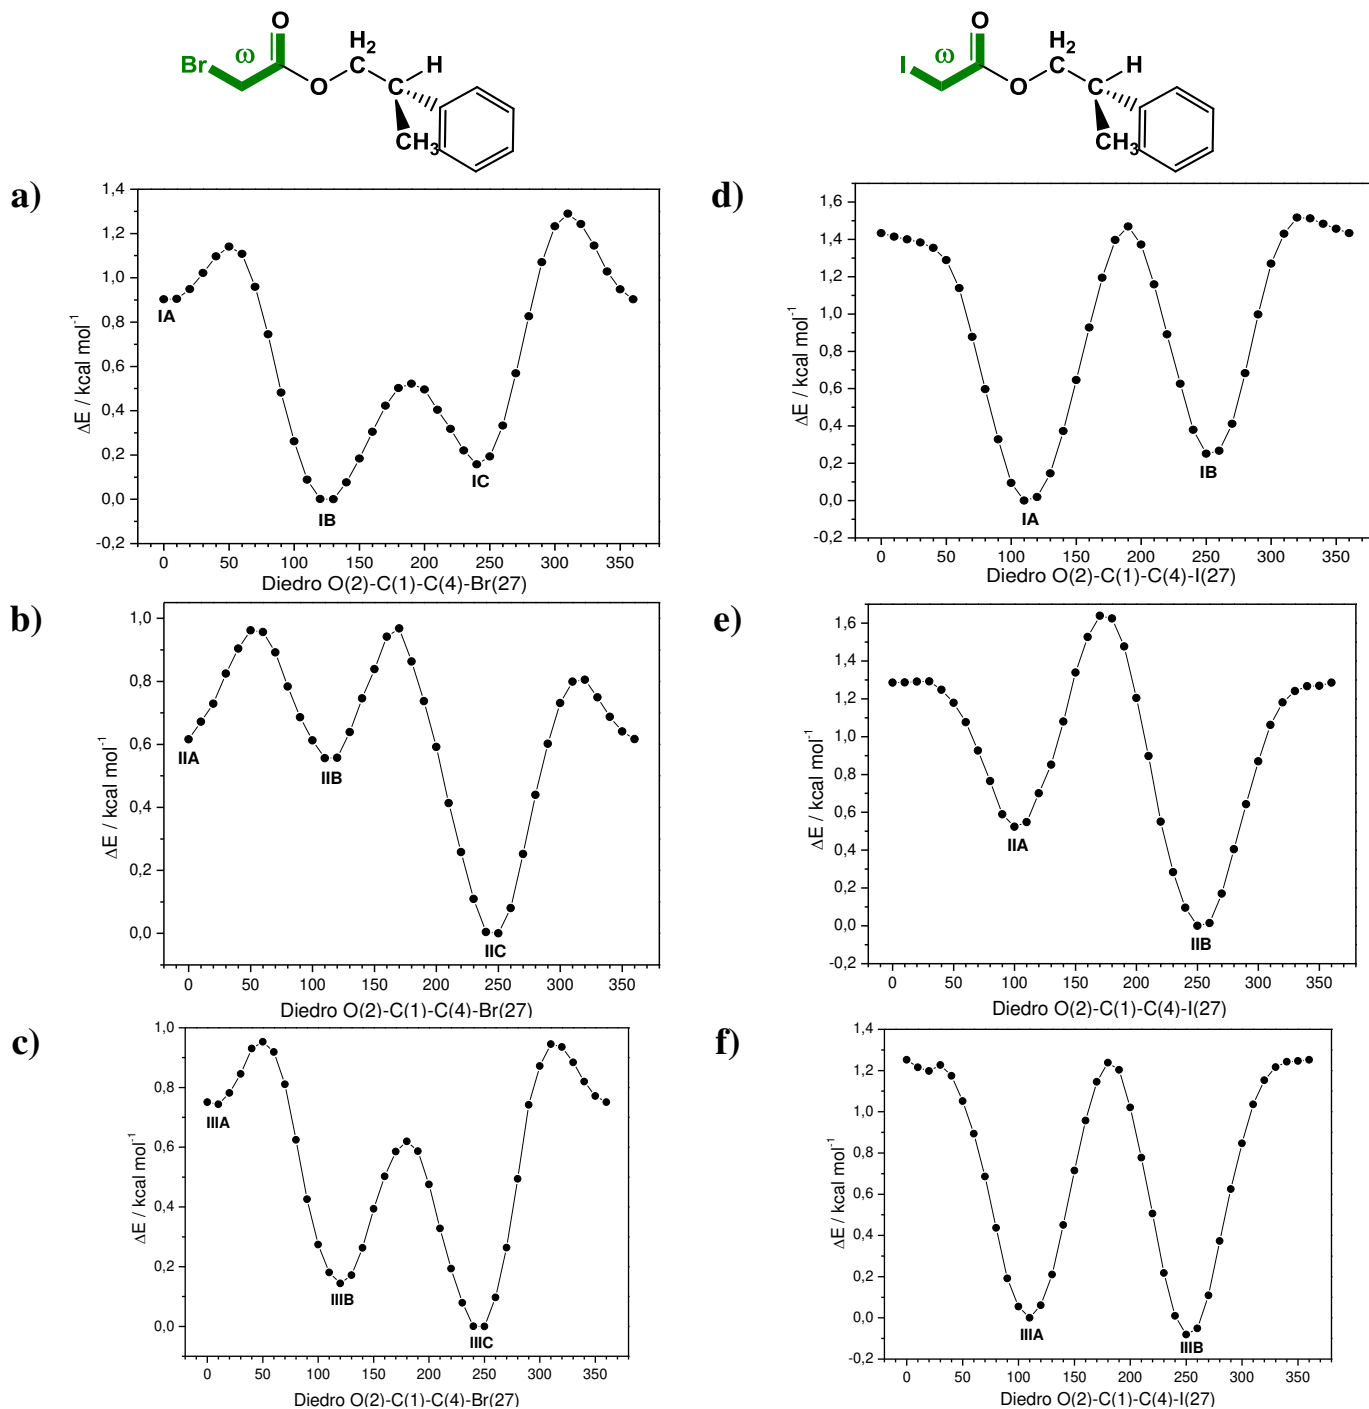 O
H2
Br
ω
C
H
O
C
CH3
O
H2
I
ω
C
H
O
C
CH3
a)
1,4
1,2
1,0
0,8
0,6
0,4
0,2
0,0
-0,2
ΔE / kcal mol-1
IA
IB
IC
0 50 100 150 200 250 300 350
Diedro O(2)-C(1)-C(4)-Br(27)
d)
1,6
1,4
1,2
1,0
0,8
0,6
0,4
0,2
0,0
-0,2
ΔE / kcal mol-1
IA
IB
0 50 100 150 200 250 300 350
Diedro O(2)-C(1)-C(4)-I(27)
b)
1,0
0,8
0,6
0,4
0,2
0,0
ΔE / kcal mol-1
IIA
IIB
IIC
0 50 100 150 200 250 300 350
Diedro O(2)-C(1)-C(4)-Br(27)
e)
1,6
1,4
1,2
1,0
0,8
0,6
0,4
0,2
0,0
-0,2
ΔE / kcal mol-1
IIA
IIB
0 50 100 150 200 250 300 350
Diedro O(2)-C(1)-C(4)-I(27)
c)
1,0
0,8
0,6
0,4
0,2
0,0
ΔE / kcal mol-1
IIIA
IIIB
IIIC
0 50 100 150 200 250 300 350
Diedro O(2)-C(1)-C(4)-Br(27)
f)
1,4
1,2
1,0
0,8
0,6
0,4
0,2
0,0
-0,2
ΔE / kcal mol-1
IIIA
IIIB
0 50 100 150 200 250 300 350
Diedro O(2)-C(1)-C(4)-I(27)